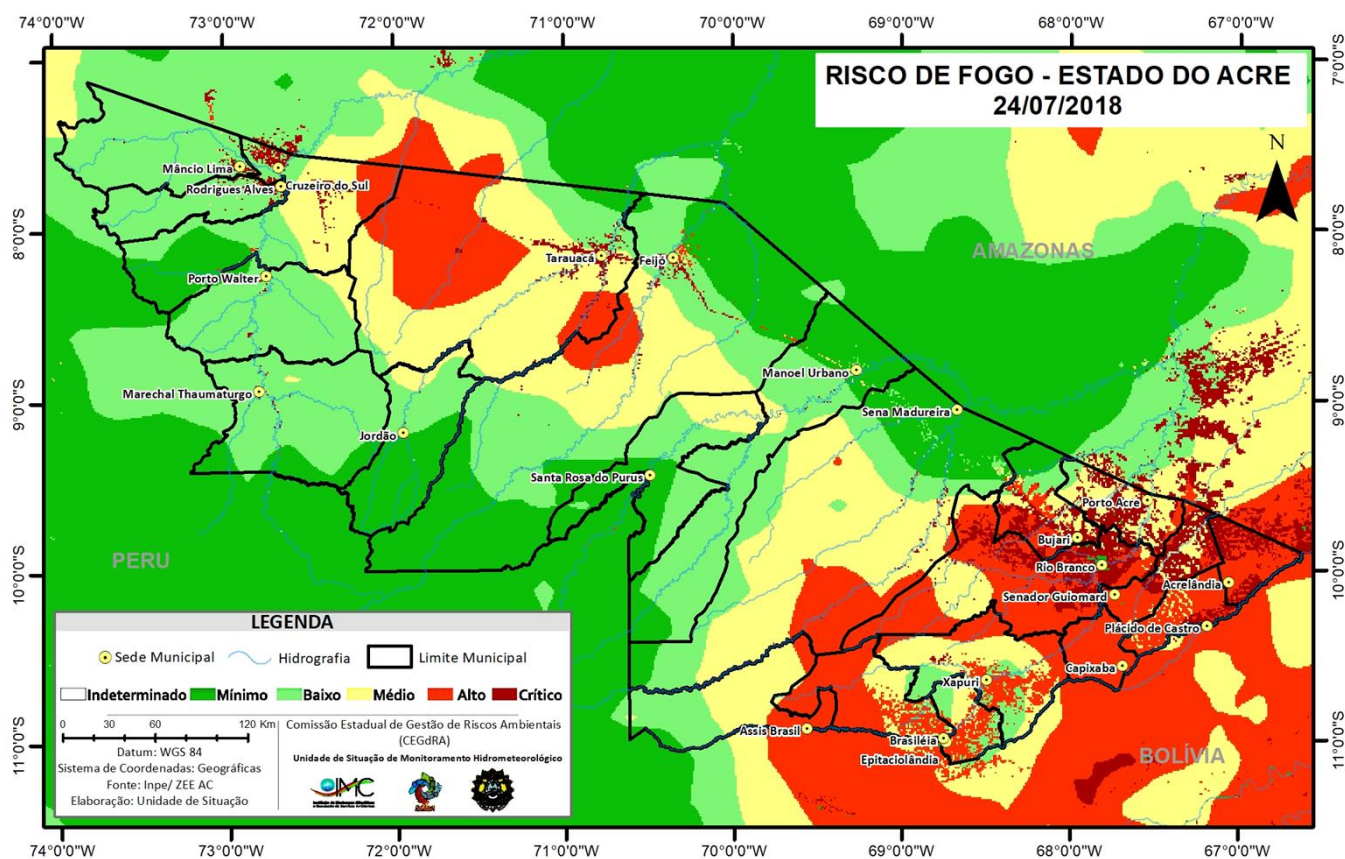 74°0'0"W 73°0'0"W 72°0'0"W 71°0'0"W 70°0'0"W 69°0'0"W 68°0'0"W 67°0'0"W
RISCO DE FOGO - ESTADO DO ACRE
24/07/2018
N
7°0'0"S
8°0'0"S
9°0'0"S
10°0'0"S
11°0'0"S
8°0'0"S
9°0'0"S
10°0'0"S
11°0'0"S
Mâncio Lima
Rodrigues Alves
Cruzeiro do Sul
Tarauacá
Feijó
AMAZONAS
Porto Walter
Manoel Urbano
Marechal Thaumaturgo
Sena Madureira
Jordão
Santa Rosa do Purus
Porto Acre
Bujari
PERU
Rio Branco
Acrelândia
Senador Guiomard
Plácido de Castro
Capixaba
Xapuri
Assis Brasil
Brasiléia
Epitaciolândia
BOLÍVIA
LEGENDA
Sede Municipal Hidrografia Limite Municipal
Indeterminado Mínimo Baixo Médio Alto Crítico
0 30 60 120 Km
Datum: WGS 84
Sistema de Coordenadas: Geográficas
Fonte: Inpe/ ZEE AC
Elaboração: Unidade de Situação
Comissão Estadual de Gestão de Riscos Ambientais
(CEGdRA)
Unidade de Situação de Monitoramento Hidrometeorológico
IMC
74°0'0"W 73°0'0"W 72°0'0"W 71°0'0"W 70°0'0"W 69°0'0"W 68°0'0"W 67°0'0"W